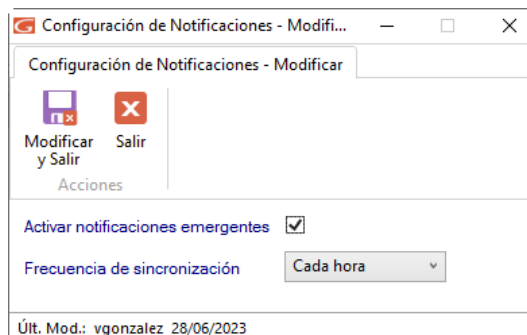 Configuración de Notificaciones - Modifi...
Configuración de Notificaciones - Modificar
Modificar y Salir
Salir
Acciones
Activar notificaciones emergentes
Frecuencia de sincronización
Cada hora
Últ. Mod.: vgonzalez 28/06/2023